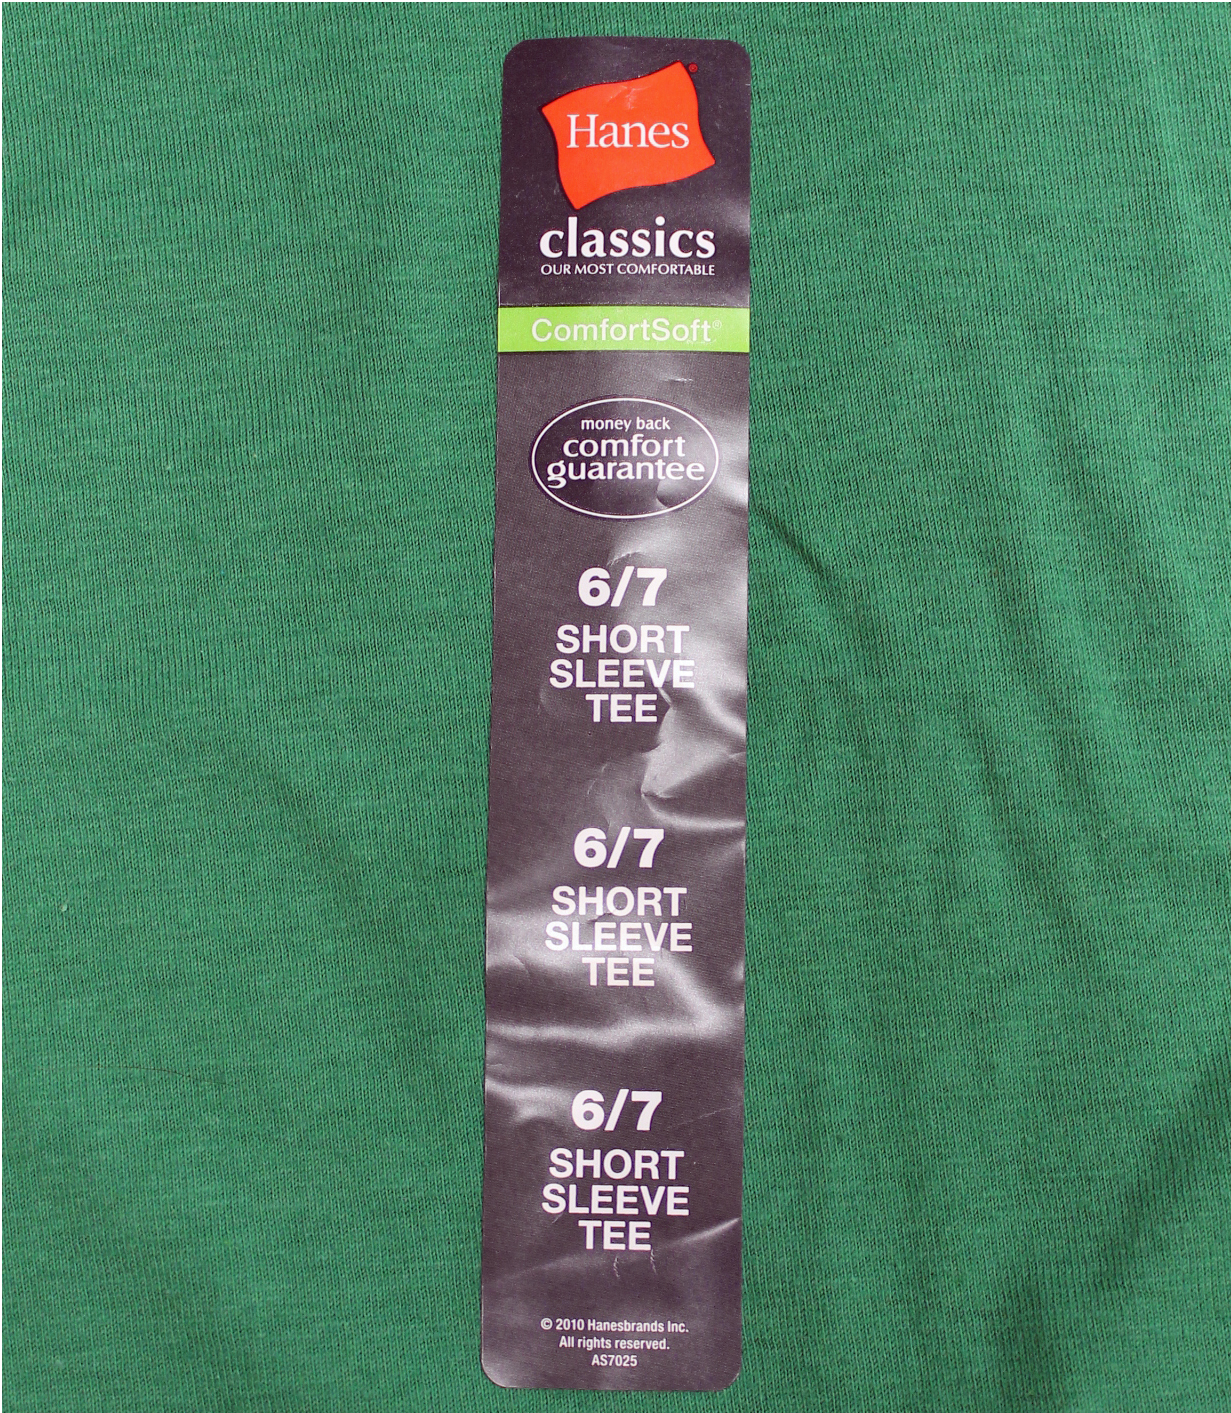 Hanes®
classics
OUR MOST COMFORTABLE
ComfortSoft®
money back
comfort
guarantee
6/7
SHORT
SLEEVE
TEE
6/7
SHORT
SLEEVE
TEE
6/7
SHORT
SLEEVE
TEE
© 2010 Hanesbrands Inc.
All rights reserved.
AS7025